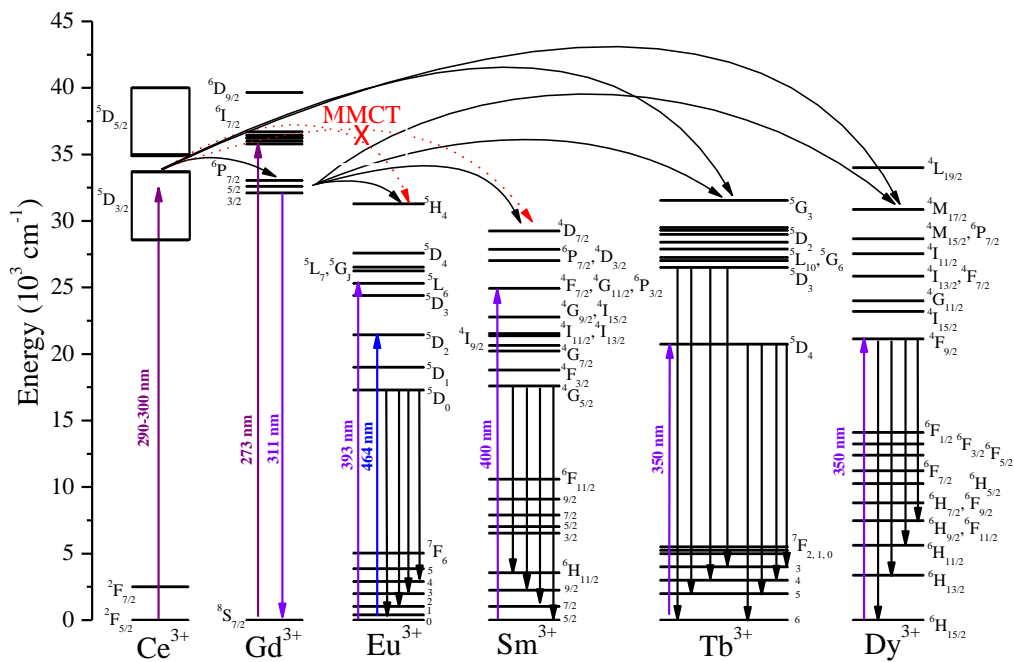 Energy (10³ cm⁻¹)
45
40
35
30
25
20
15
10
5
0
⁵D₅/₂
⁵D₃/₂
290-300 nm
²F₇/₂
²F₅/₂
Ce³⁺
⁶D₉/₂
⁶I₇/₂
⁶P₇/₂
5/2
3/2
273 nm
311 nm
⁸S₇/₂
Gd³⁺
MMCT
X
⁵H₄
⁵D₄
⁵L₇,⁵G_J
⁵L₆
⁵D₃
⁵D₂
⁵D₁
⁵D₀
393 nm
464 nm
⁷F₆
5
4
3
2
1
0
Eu³⁺
⁴D₇/₂
⁶P₇/₂,⁴D₃/₂
⁴F₇/₂,⁴G₁₁/₂,⁶P₃/₂
⁴G₉/₂,⁴I₁₅/₂
⁴I₁₁/₂,⁴I₁₃/₂
⁴I₉/₂
⁴G₇/₂
⁴F₃/₂
⁴G₅/₂
400 nm
⁶F₁₁/₂
9/2
7/2
5/2
3/2
⁶H₁₁/₂
9/2
7/2
5/2
Sm³⁺
⁵G₃
⁵D₂
⁵L₁₀,⁵G₆
⁵D₃
⁵D₄
350 nm
⁷F₂,₁,₀
3
4
5
6
Tb³⁺
⁴L₁₉/₂
⁴M₁₇/₂
⁴M₁₅/₂,⁶P₇/₂
⁴I₁₁/₂
⁴I₁₃/₂,⁴F₇/₂
⁴G₁₁/₂
⁴I₁₅/₂
⁴F₉/₂
350 nm
⁶F₁/₂ ⁶F₃/₂ ⁶F₅/₂
⁶F₇/₂
⁶H₅/₂
⁶H₇/₂,⁶F₉/₂
⁶H₉/₂,⁶F₁₁/₂
⁶H₁₁/₂
⁶H₁₃/₂
⁶H₁₅/₂
Dy³⁺